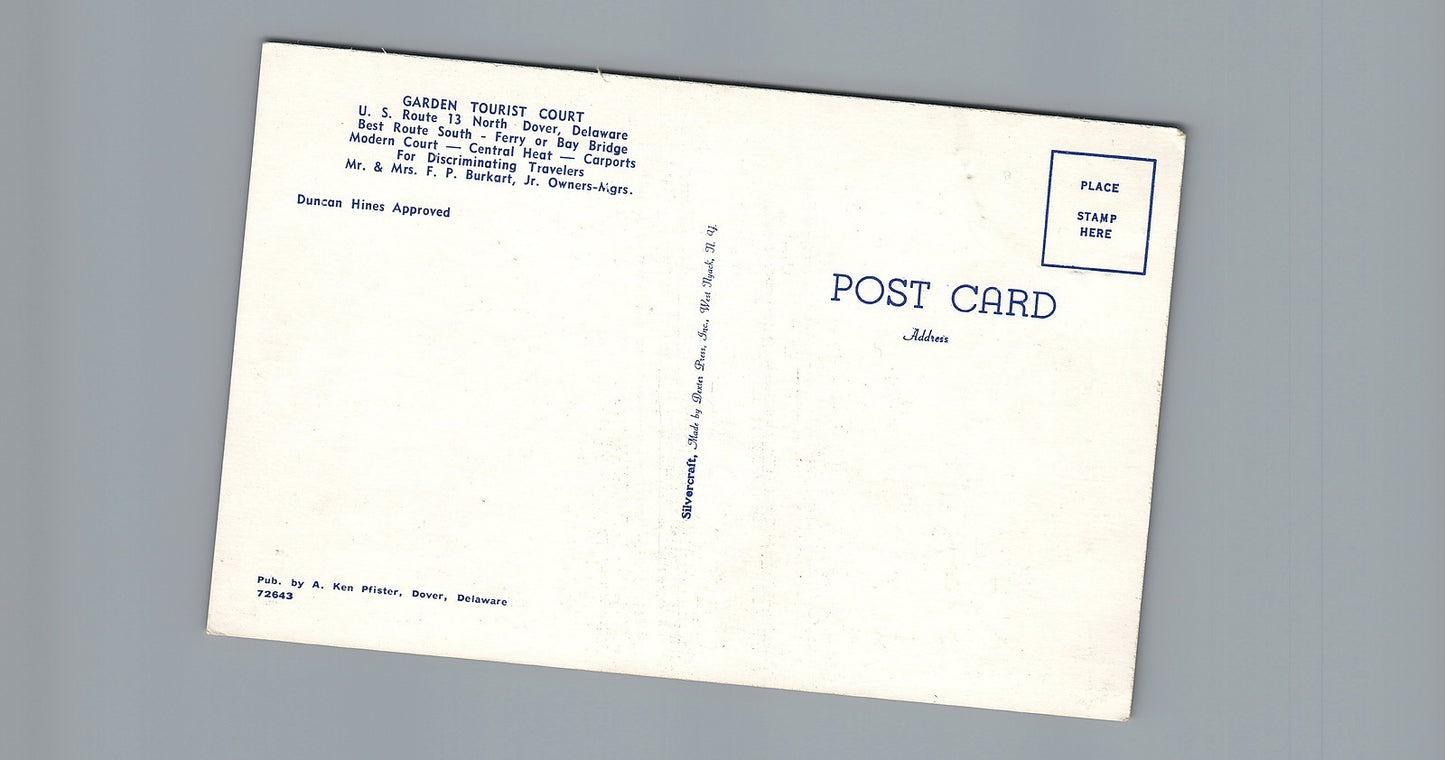 GARDEN TOURIST COURT
U. S. Route 13 North Dover, Delaware
Best Route South - Ferry or Bay Bridge
Modern Court — Central Heat — Carports
For Discriminating Travelers
Mr. & Mrs. F. P. Burkart, Jr. Owners-Mgrs.
Duncan Hines Approved
Pub. by A. Ken Pfister, Dover, Delaware
72643
Silvercraft, Made by Dexter Press, Inc., West Nyack, N. Y.
PLACE
STAMP
HERE
POST CARD
Address